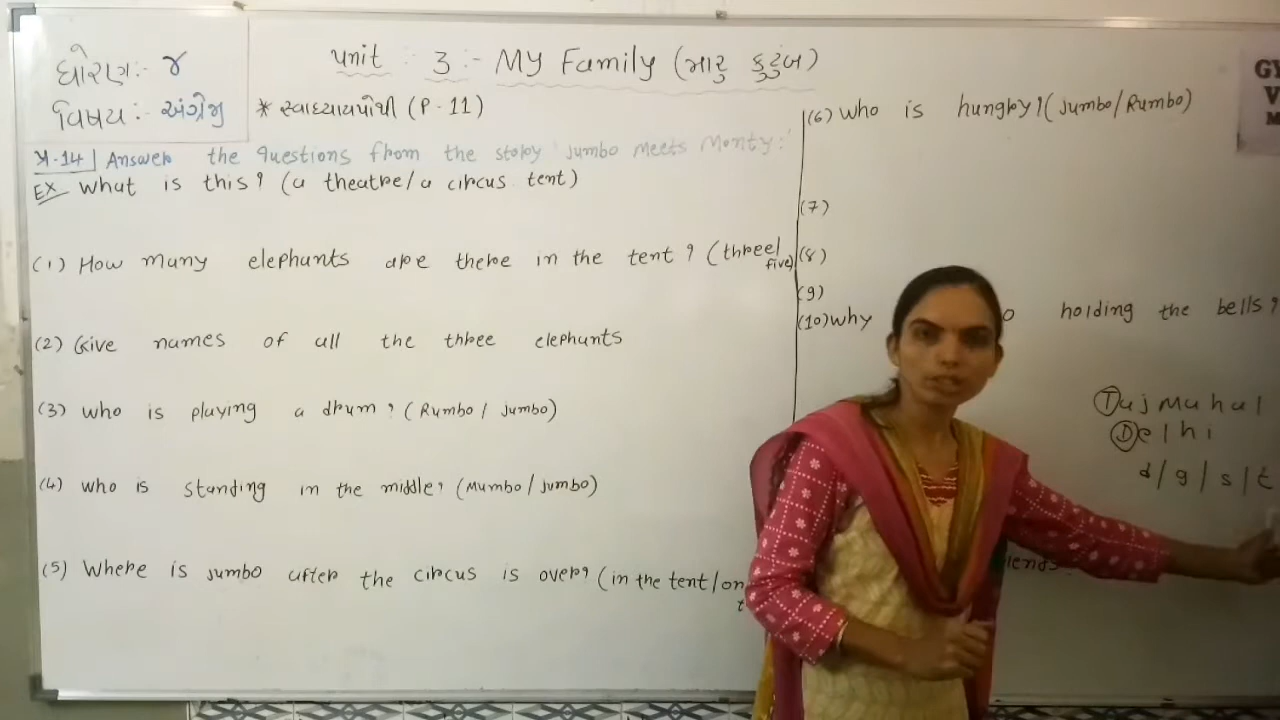 ધોરણ:- ૪
વિષય:- અંગ્રેજી
Unit :- 3 :- My Family (મારુ કુટુંબ)
* સ્વાધ્યાયપોથી (P-11)
પ્ર.14 Answer the questions from the story 'Jumbo meets Monty:'
EX What is this? (a theatre/a circus tent)
(1) How many elephants are there in the tent? (three/
five)
(2) Give names of all the three elephants
(3) who is playing a drum? (Rumbo/Jumbo)
(4) who is standing in the middle? (Mumbo/Jumbo)
(5) Where is Jumbo after the circus is over? (in the tent/on
(6) Who is hungry? (Jumbo/Rumbo)
(7)
(8)
(9)
(10) why holding the bells?
Tajmahal
Delhi
d/g/s/t